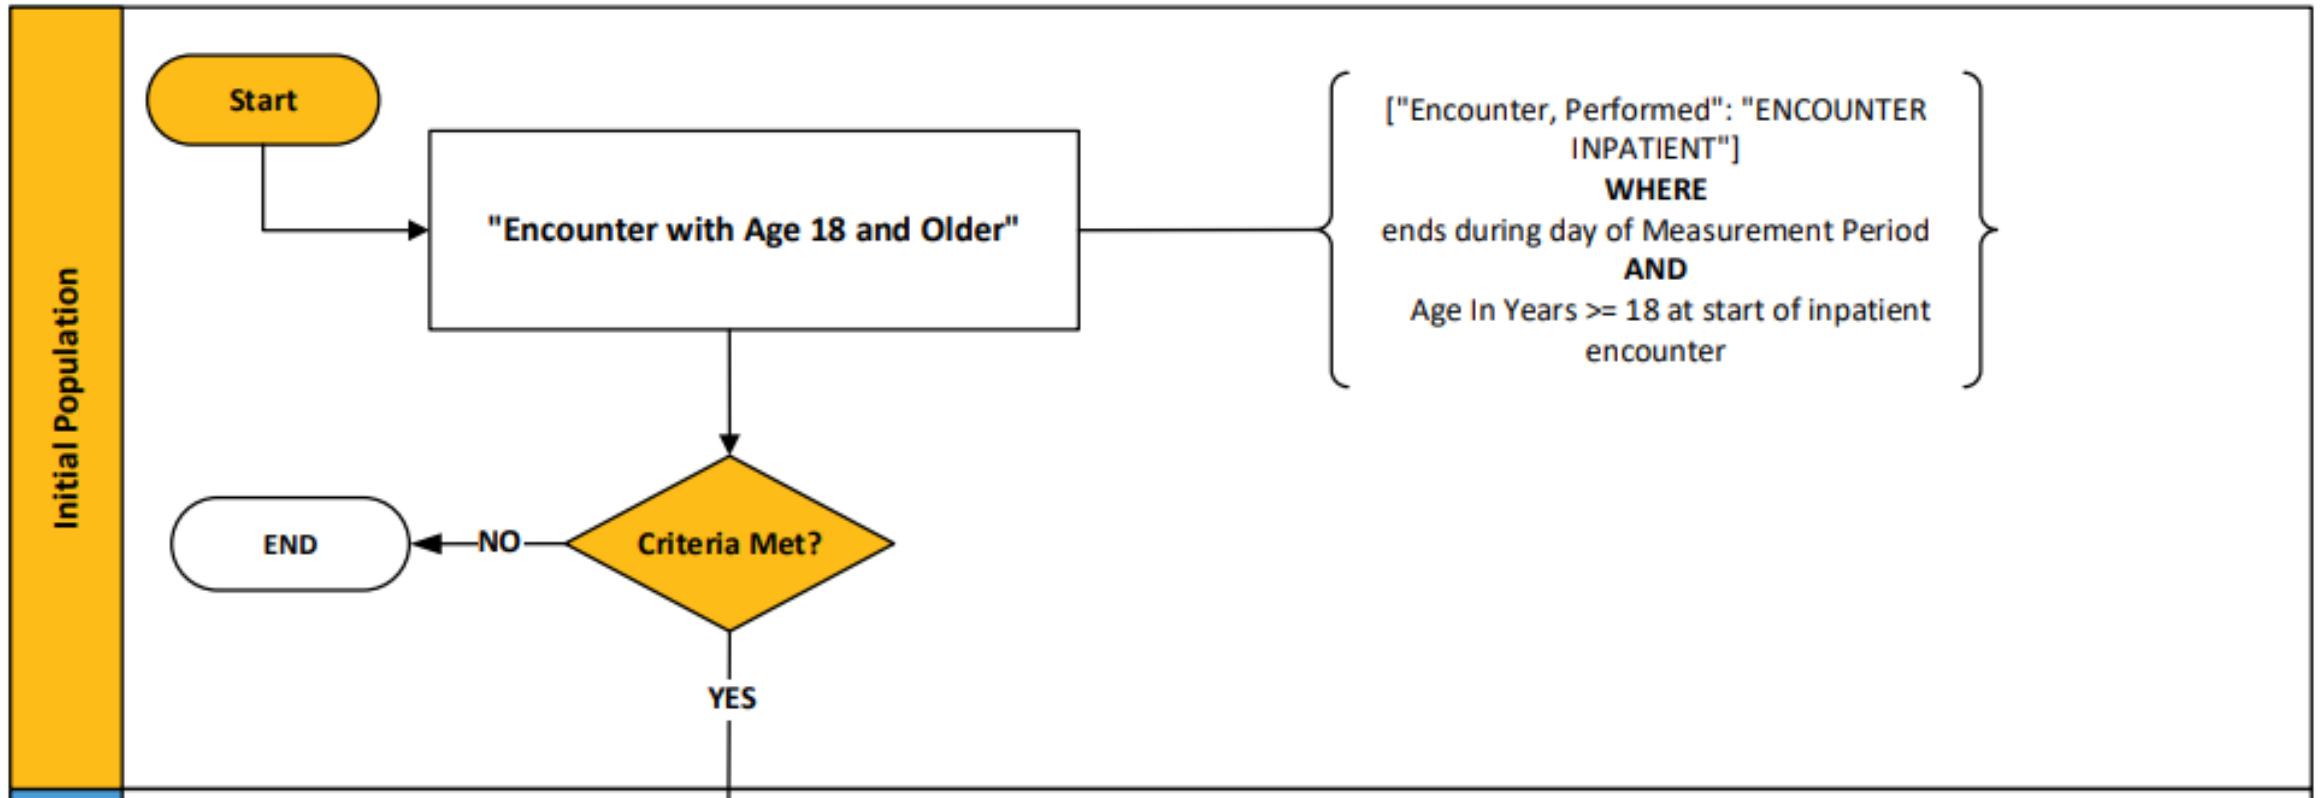 Initial Population
Start
"Encounter with Age 18 and Older"
["Encounter, Performed": "ENCOUNTER
INPATIENT"]
WHERE
ends during day of Measurement Period
AND
Age In Years >= 18 at start of inpatient
encounter
END
NO
Criteria Met?
YES